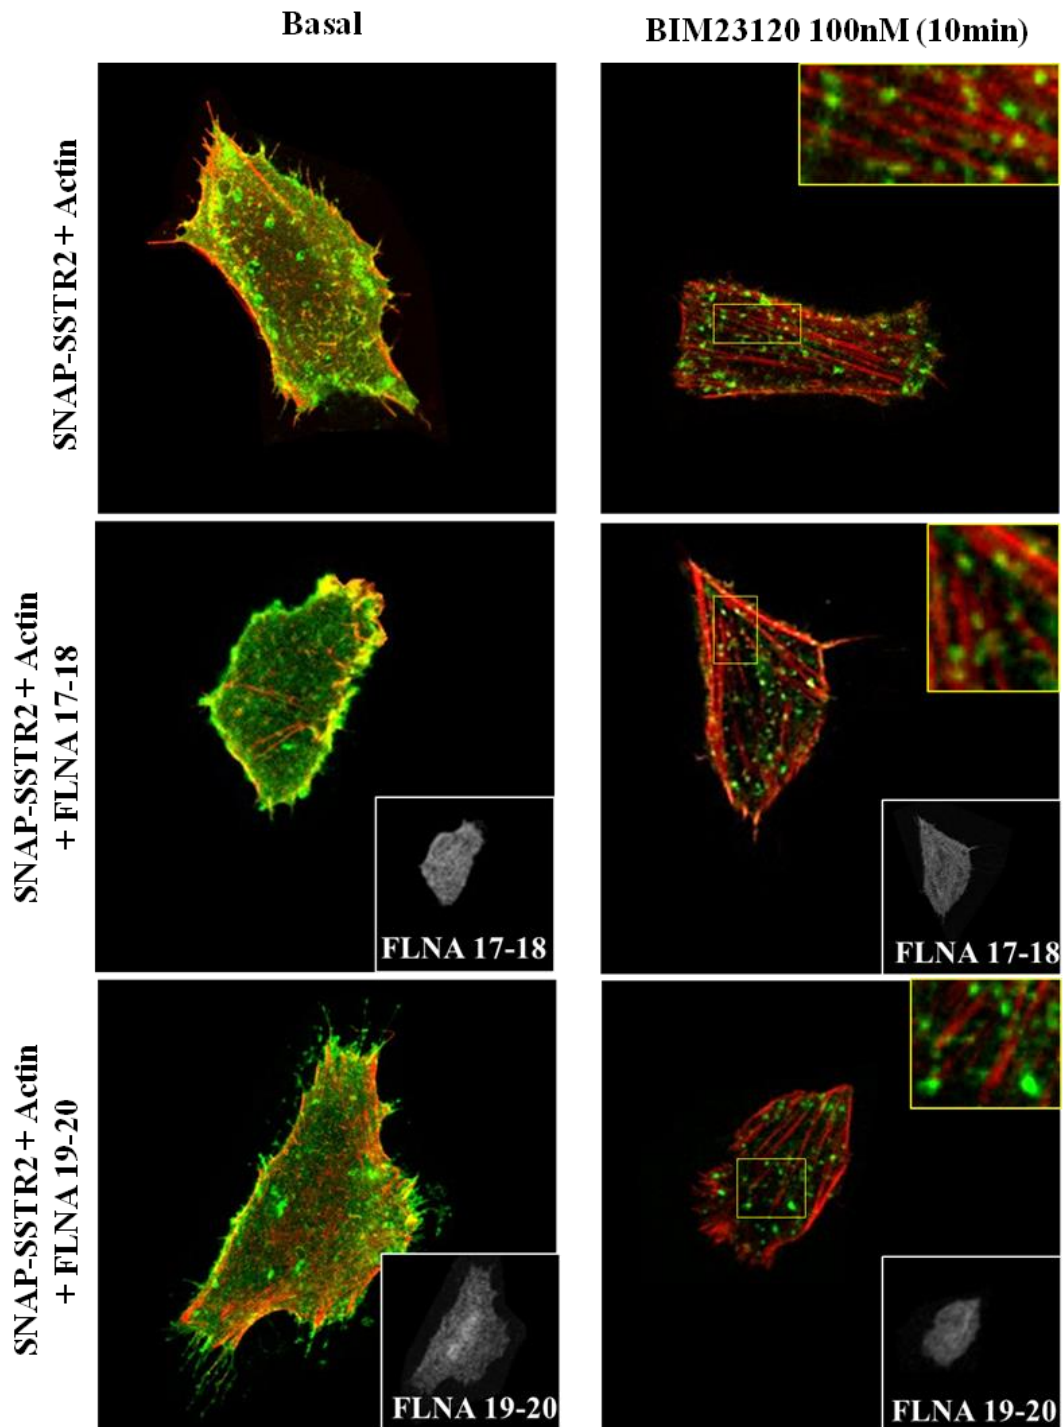 Basal
BIM23120 100nM (10min)
SNAP-SSTR2 + Actin
SNAP-SSTR2 + Actin
+ FLNA 17-18
FLNA 17-18
FLNA 17-18
SNAP-SSTR2 + Actin
+ FLNA 19-20
FLNA 19-20
FLNA 19-20